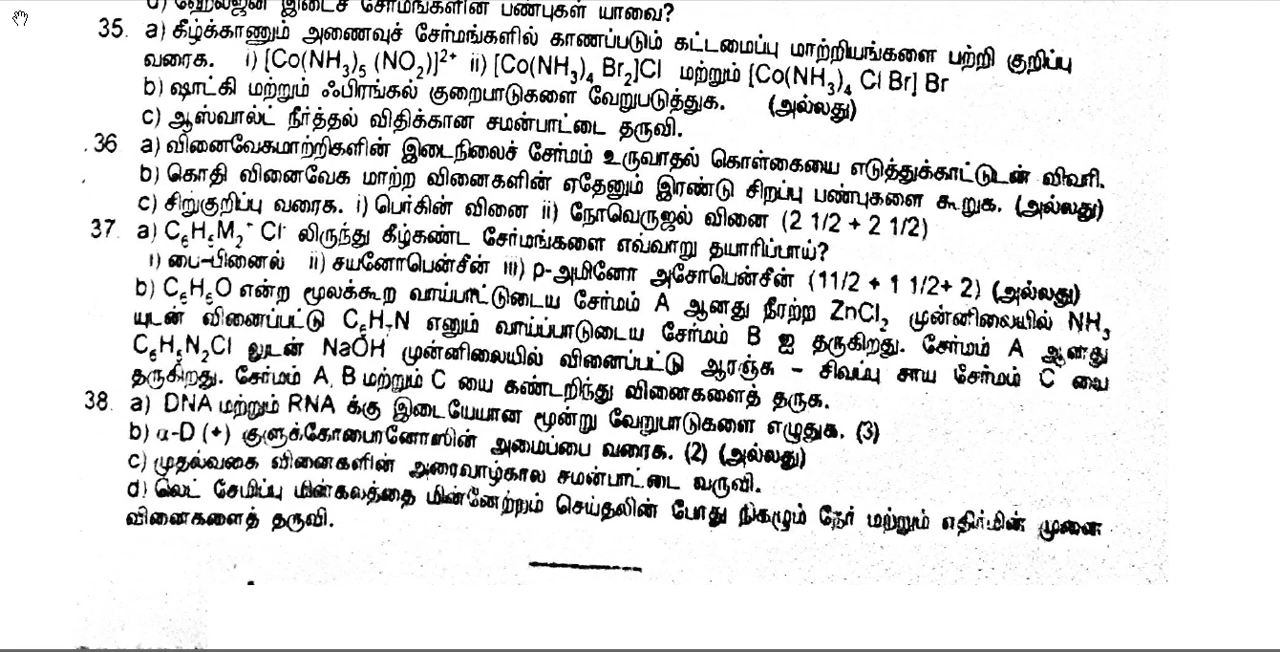 ஹேலஜன் இடைச் சேர்மங்களின் பண்புகள் யாவை?
35. a) கீழ்க்காணும் அணைவுச் சேர்மங்களில் காணப்படும் கட்டமைப்பு மாற்றியங்களை பற்றி குறிப்பு
வரைக. i) [Co(NH₃)₅ (NO₂)]²⁺ ii) [Co(NH₃)₄ Br₂]Cl மற்றும் [Co(NH₃)₄ Cl Br] Br
b) ஷாட்கி மற்றும் ஃபிரங்கல் குறைபாடுகளை வேறுபடுத்துக. (அல்லது)
c) ஆஸ்வால்ட் நீர்த்தல் விதிக்கான சமன்பாட்டை தருவி.
36 a) வினைவேகமாற்றிகளின் இடைநிலைச் சேர்மம் உருவாதல் கொள்கையை எடுத்துக்காட்டுடன் விவரி.
b) கொதி வினைவேக மாற்ற வினைகளின் ஏதேனும் இரண்டு சிறப்பு பண்புகளை கூறுக. (அல்லது)
c) சிறுகுறிப்பு வரைக. i) பெர்கின் வினை ii) நோவெருஜல் வினை (2 1/2 + 2 1/2)
37. a) C₆H₅M₂⁺ Cl⁻ லிருந்து கீழ்கண்ட சேர்மங்களை எவ்வாறு தயாரிப்பாய்?
i) பை-பினைல் ii) சயனோபென்சீன் iii) p-அமினோ அசோபென்சீன் (11/2 + 1 1/2+ 2) (அல்லது)
b) C₆H₆O என்ற மூலக்கூறு வாய்பாட்டுடைய சேர்மம் A ஆனது நீரற்ற ZnCl₂ முன்னிலையில் NH₃
யுடன் வினைப்பட்டு C₆H₇N எனும் வாய்ப்பாடுடைய சேர்மம் B ஐ தருகிறது. சேர்மம் A ஆனது
C₆H₅N₂Cl லுடன் NaOH முன்னிலையில் வினைப்பட்டு ஆரஞ்சு – சிவப்பு சாய சேர்மம் C யை
தருகிறது. சேர்மம் A, B மற்றும் C யை கண்டறிந்து வினைகளைத் தருக.
38. a) DNA மற்றும் RNA க்கு இடையேயான மூன்று வேறுபாடுகளை எழுதுக. (3)
b) α-D (+) குளுக்கோபைரனோஸின் அமைப்பை வரைக. (2) (அல்லது)
c) முதல்வகை வினைகளின் அரைவாழ்கால சமன்பாட்டை வருவி.
d) லெட் சேமிப்பு மின்கலத்தை மின்னேற்றம் செய்தலின் போது நிகழும் நேர் மற்றும் எதிர்மின் முனை
வினைகளைத் தருவி.